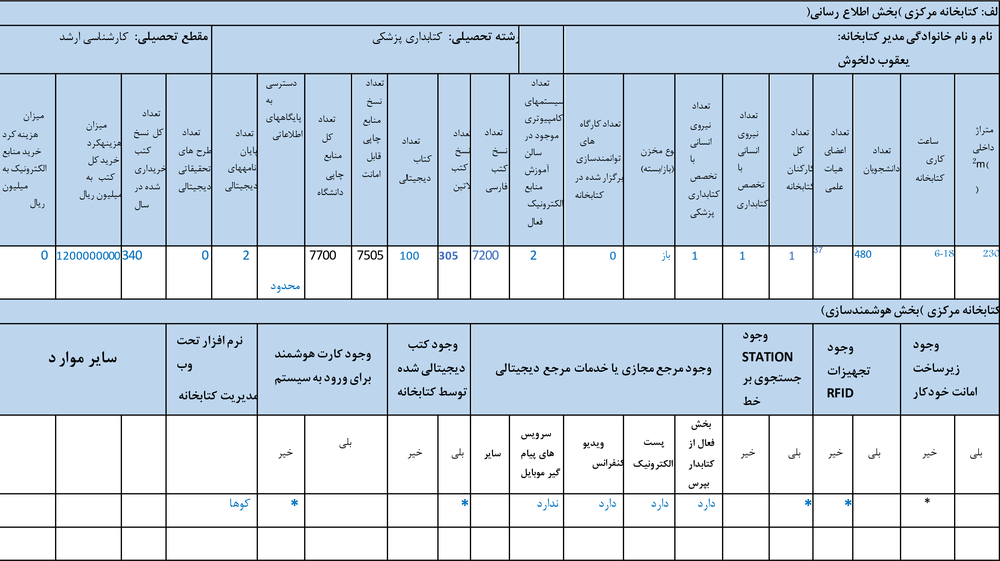 لف: کتابخانه مرکزی )بخش اطلاع رسانی(
نام و نام خانوادگی مدیر کتابخانه:
یعقوب دلخوش
رشته تحصیلی: کتابداری پزشکی
مقطع تحصیلی: کارشناسی ارشد
متراژ
داخلی
2m(
)
ساعت
کاری
کتابخانه
تعداد
دانشجویان
تعداد
اعضای
هیات
علمی
تعداد
کل
کارکنان
کتابخانه
تعداد
نیروی
انسانی
با
تخصص
کتابداری
تعداد
نیروی
انسانی
با
تخصص
کتابداری
پزشکی
وع مخزن
(باز/بسته)
تعداد کارگاه
های
توانمندسازی
برگزار شده در
کتابخانه
تعداد
سیستمهای
کامپیوتری
موجود در
سالن
آموزش
منابع
الکترونیک
فعال
تعداد
نسخ
کتب
فارسی
تعداد
نسخ
کتب
لاتین
تعداد
کتاب
دیجیتالی
تعداد
نسخ
منابع
چاپی
قابل
امانت
تعداد
کل
منابع
چاپی
دانشگاه
دسترسی
به
پایگاههای
اطلاعاتی
تعداد
پایان
نامههای
دیجیتالی
تعداد
طرح های
تحقیقاتی
دیجیتالی
تعداد
کل نسخ
کتب
خریداری
شده در
سال
میزان
هزینهکرد
خرید کل
کتب به
میلیون ریال
میزان
هزینه کرد
خرید منابع
الکترونیک به
میلیون
ریال
230
6-18
480
37
1
1
1
باز
0
2
7200
305
100
7505
7700
محدود
2
0
340
1200000000
0
کتابخانه مرکزی )بخش هوشمندسازی)
وجود
زیرساخت
امانت خودکار
وجود
تجهیزات
RFID
وجود
STATION
جستجوی بر
خط
وجود مرجع مجازی یا خدمات مرجع دیجیتالی
وجود کتب
دیجیتالی شده
توسط کتابخانه
وجود کارت هوشمند
برای ورود به سیستم
نرم افزار تحت
وب
مدیریت کتابخانه
سایر موار د
بلی
خیر
بلی
خیر
بلی
خیر
بخش
فعال از
کتابدار
بپرس
پست
الکترونیک
ویدیو
کنفرانس
سرویس
های پیام
گیر موبایل
سایر
بلی
خیر
بلی
خیر
*
*
*
دارد
دارد
دارد
ندارد
*
*
کوها